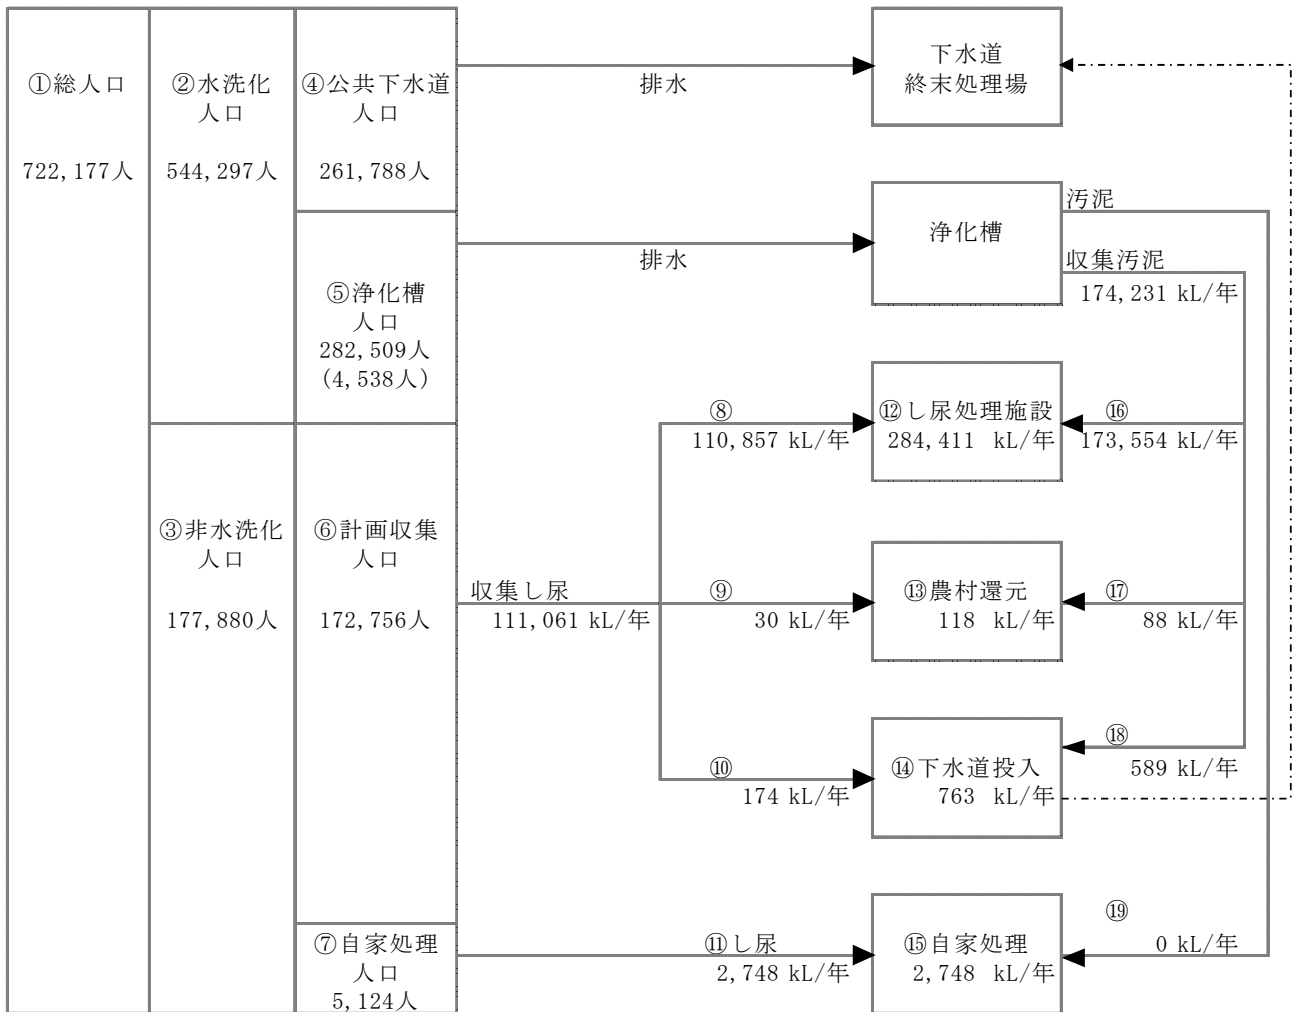 ①総人口
722,177人
②水洗化
人口
544,297人
④公共下水道
人口
261,788人
⑤浄化槽
人口
282,509人
(4,538人)
③非水洗化
人口
177,880人
⑥計画収集
人口
172,756人
⑦自家処理
人口
5,124人
排水
下水道
終末処理場
排水
浄化槽
汚泥
収集汚泥
174,231 kL/年
収集し尿
111,061 kL/年
⑧
110,857 kL/年
⑫し尿処理施設
284,411 kL/年
⑯
173,554 kL/年
⑨
30 kL/年
⑬農村還元
118 kL/年
⑰
88 kL/年
⑩
174 kL/年
⑭下水道投入
763 kL/年
⑱
589 kL/年
⑪し尿
2,748 kL/年
⑮自家処理
2,748 kL/年
⑲
0 kL/年